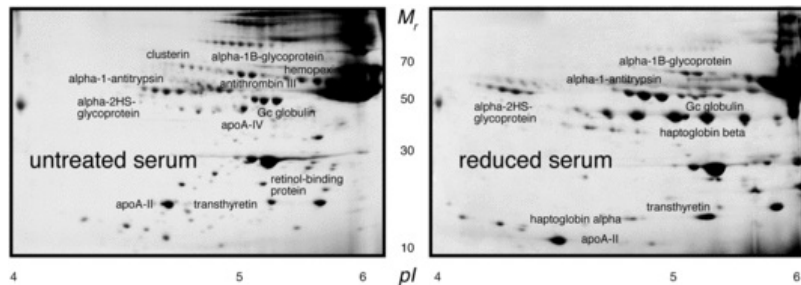 Mr
70
50
30
10
clusterin
alpha-1B-glycoprotein
hemopexin
alpha-1-antitrypsin
antithrombin III
alpha-2HS-
glycoprotein
Gc globulin
apoA-IV
untreated serum
retinol-binding
protein
apoA-II
transthyretin
alpha-1B-glycoprotein
alpha-1-antitrypsin
alpha-2HS-
glycoprotein
Gc globulin
haptoglobin beta
reduced serum
transthyretin
haptoglobin alpha
apoA-II
4 5 6 pI 4 5 6